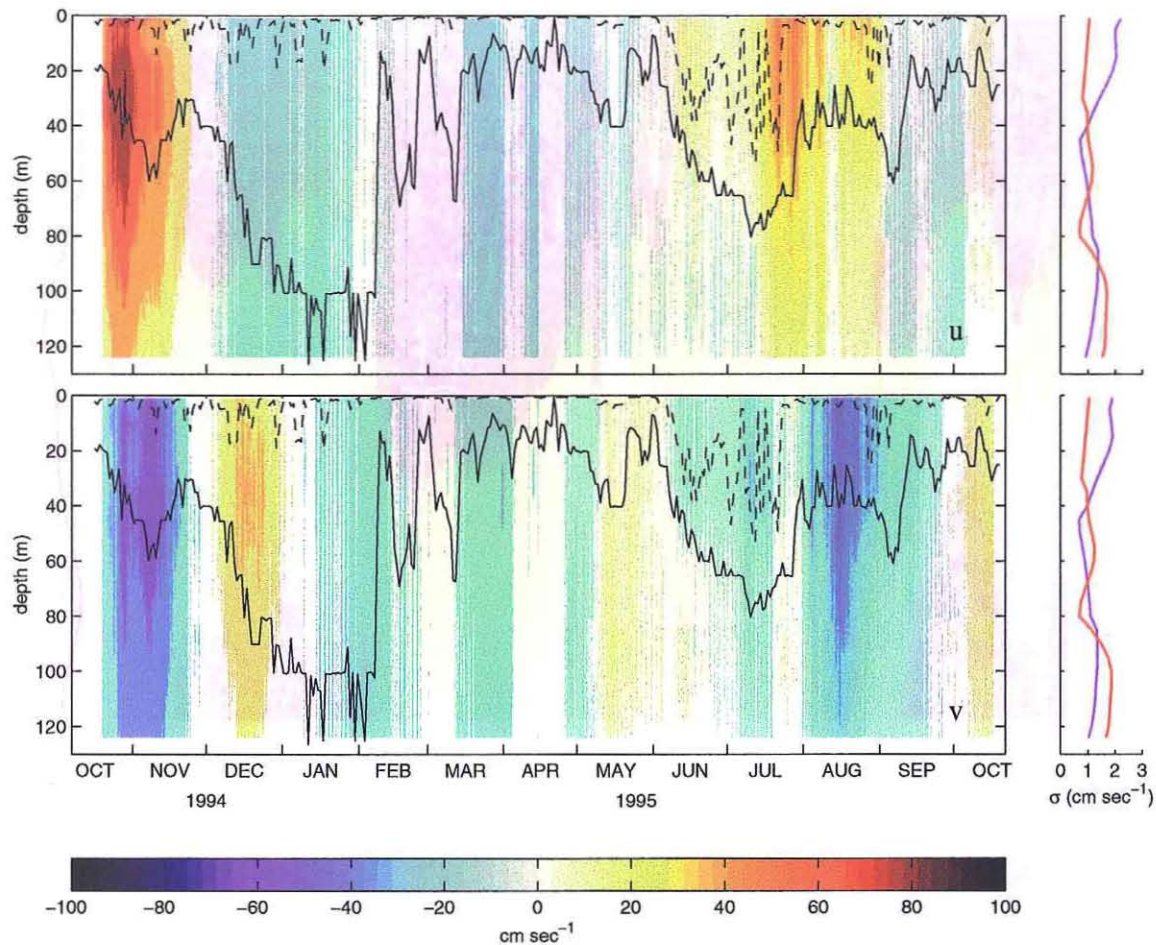 0
20
40
60
80
100
120
depth (m)
u
0
20
40
60
80
100
120
depth (m)
v
OCT NOV DEC JAN FEB MAR APR MAY JUN JUL AUG SEP OCT
1994 1995
0 1 2 3
σ (cm sec⁻¹)
−100 −80 −60 −40 −20 0 20 40 60 80 100
cm sec⁻¹